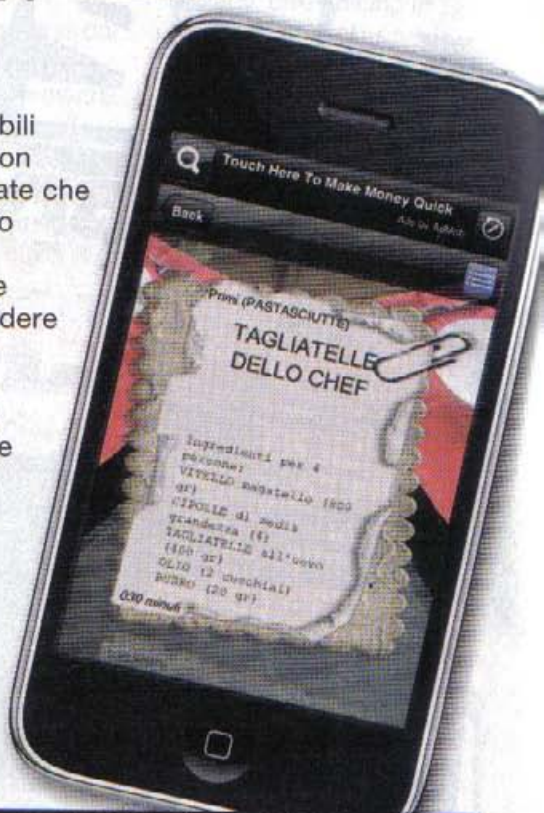 bili
on
ate che
o
e
dere
e
Touch Here To Make Money Quick
Ads by AdMob
Back
Primi (PASTASCIUTTE)
TAGLIATELLE
DELLO CHEF
Ingredienti per 4
persone:
VITELLO magatello (800
gr)
CIPOLLE di media
grandezza (4)
TAGLIATELLE all'uovo
(400 gr)
OLIO (2 cucchiai)
BURRO (20 gr)
030 minuti